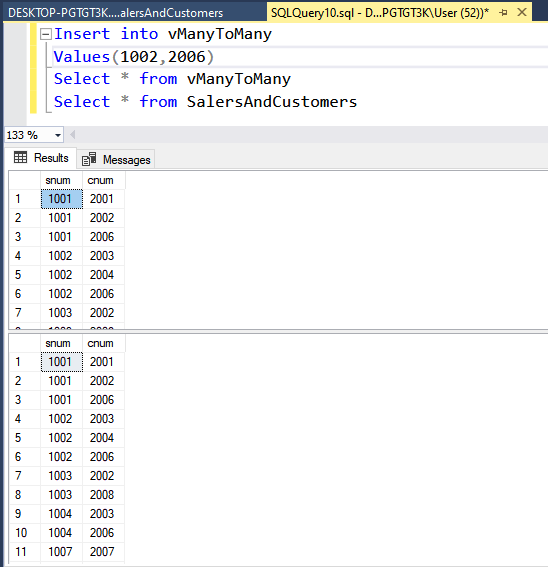 DESKTOP-PGTGT3K....alersAndCustomers
SQLQuery10.sql - D...PGTGT3K\User (52))*
Insert into vManyToMany
Values(1002,2006)
Select * from vManyToMany
Select * from SalersAndCustomers
133 %
Results Messages
snum cnum
1 1001 2001
2 1001 2002
3 1001 2006
4 1002 2003
5 1002 2004
6 1002 2006
7 1003 2002
snum cnum
1 1001 2001
2 1001 2002
3 1001 2006
4 1002 2003
5 1002 2004
6 1002 2006
7 1003 2002
8 1003 2008
9 1004 2003
10 1004 2006
11 1007 2007